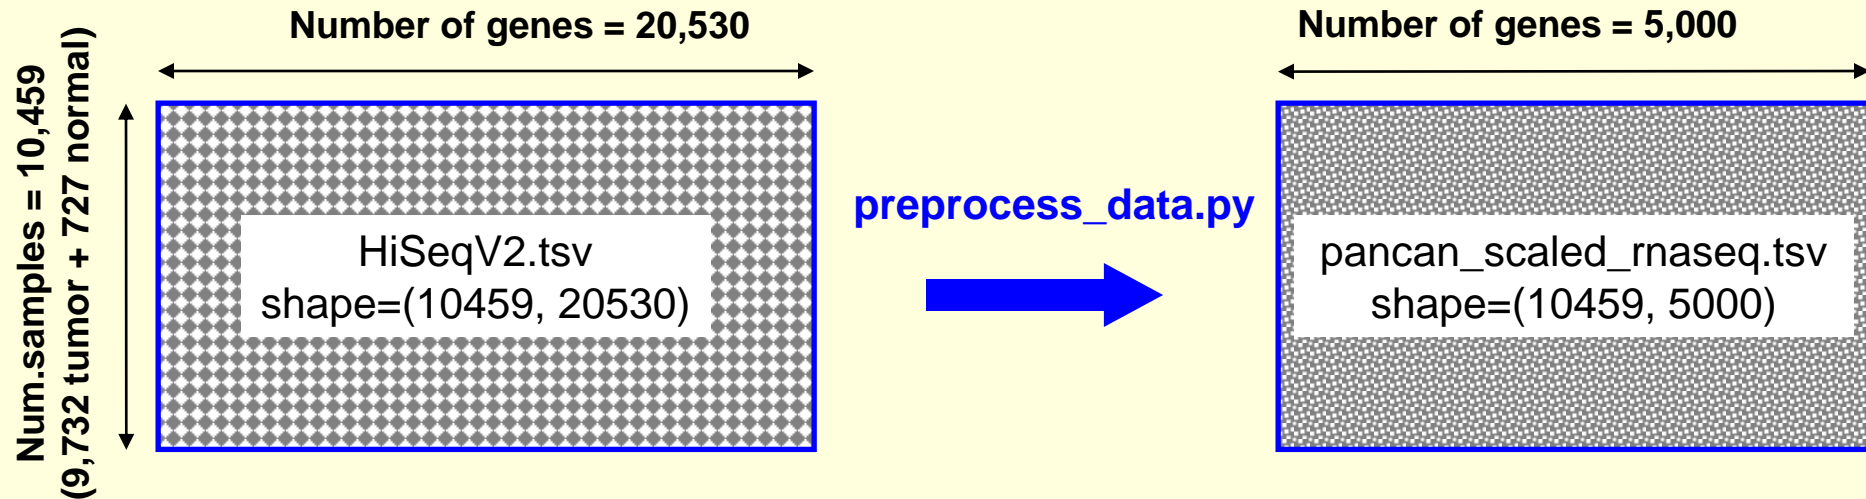 Number of genes = 20,530
Number of genes = 5,000
Num.samples = 10,459
(9,732 tumor + 727 normal)
HiSeqV2.tsv
shape=(10459, 20530)
preprocess_data.py
pancan_scaled_rnaseq.tsv
shape=(10459, 5000)